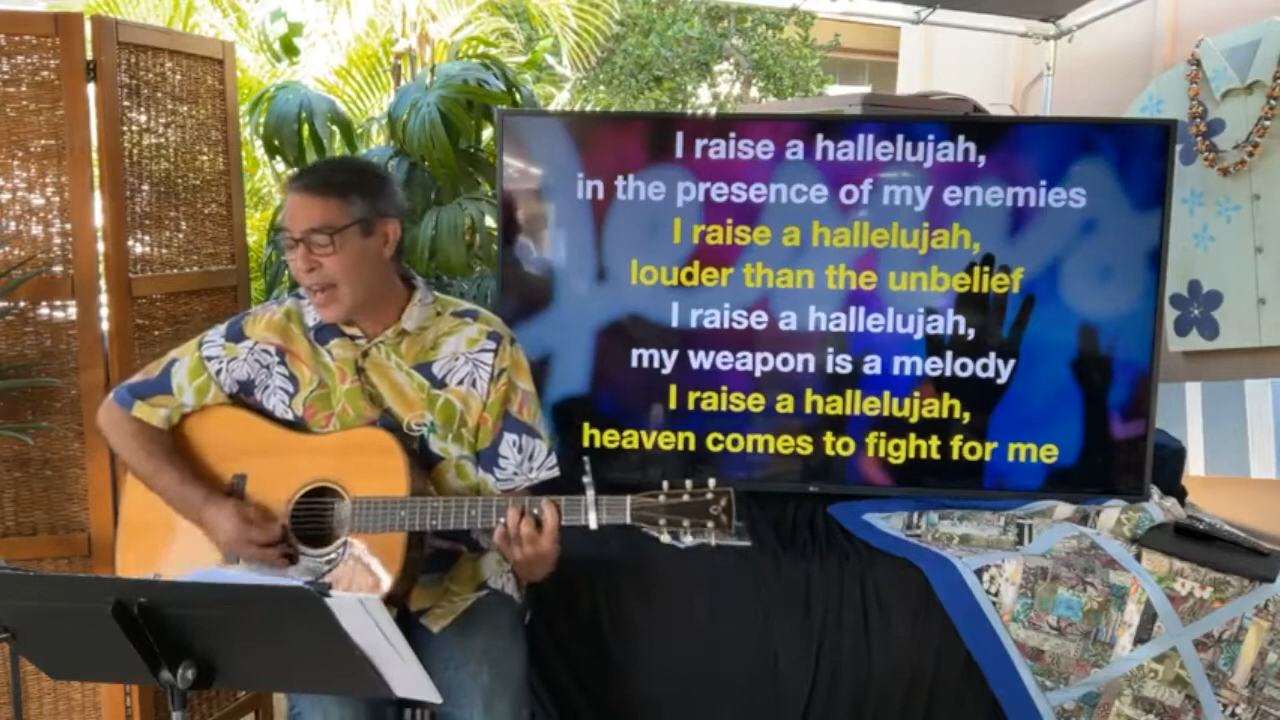 I raise a hallelujah,
in the presence of my enemies
I raise a hallelujah,
louder than the unbelief
I raise a hallelujah,
my weapon is a melody
I raise a hallelujah,
heaven comes to fight for me